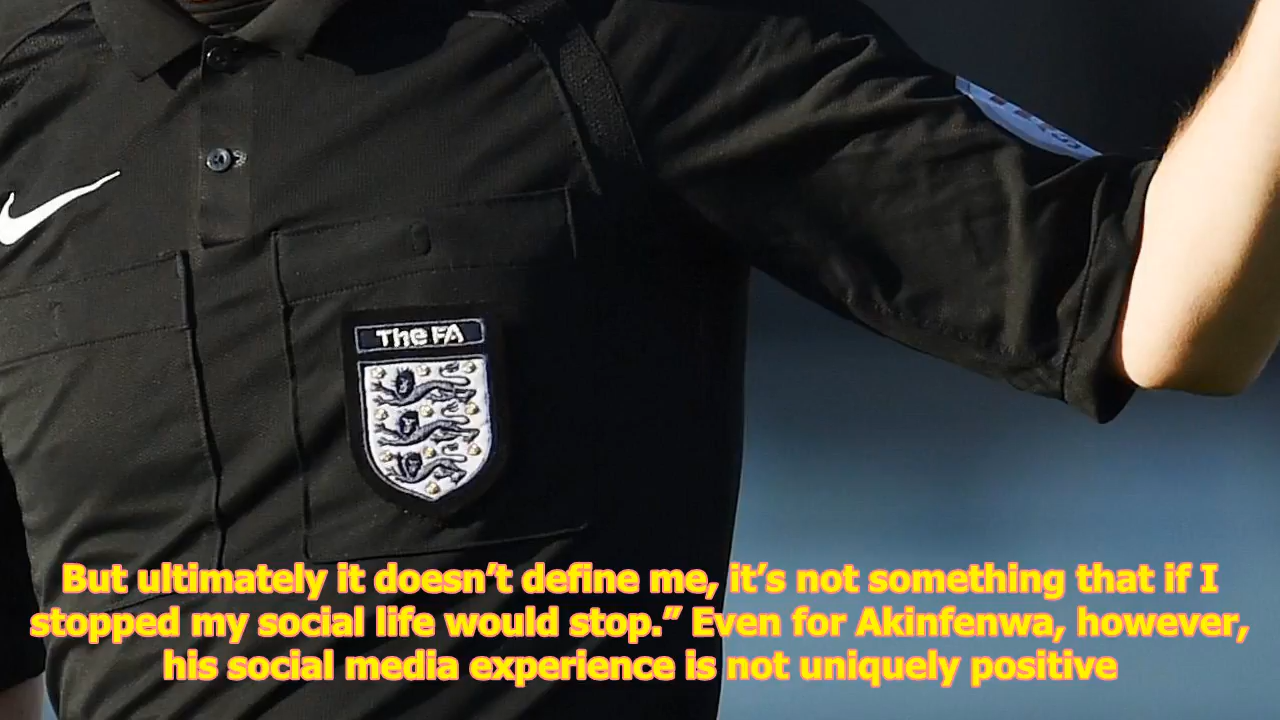 The FA
But ultimately it doesn’t define me, it’s not something that if I
stopped my social life would stop.” Even for Akinfenwa, however,
his social media experience is not uniquely positive